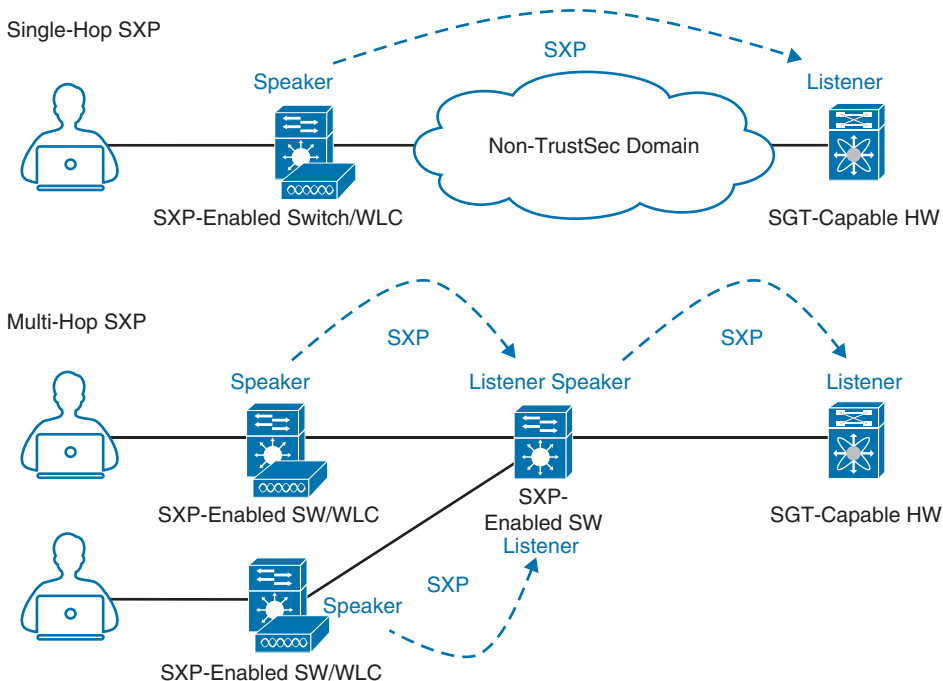 Single-Hop SXP
SXP
Speaker
Listener
Non-TrustSec Domain
SXP-Enabled Switch/WLC
SGT-Capable HW
Multi-Hop SXP
SXP
SXP
Speaker
Listener Speaker
Listener
SXP-Enabled SW/WLC
SXP-
Enabled SW
SGT-Capable HW
Listener
SXP
Speaker
SXP-Enabled SW/WLC